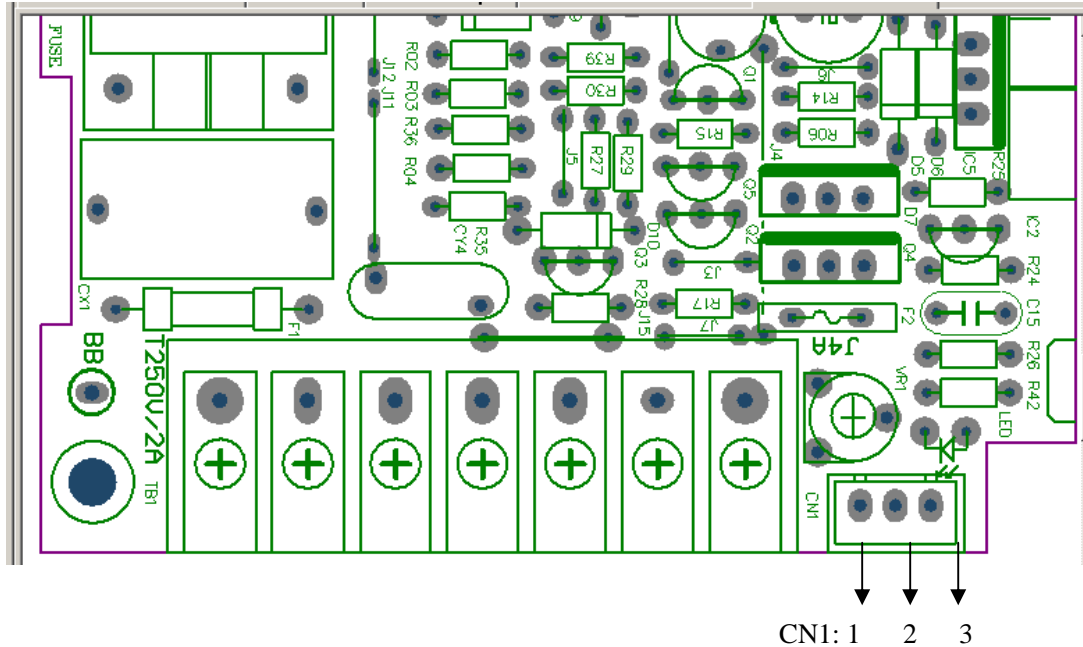 FUSE
R02
R03
R36
R04
J12
J11
R35
CY4
R39
R30
J5
R27
R29
D10
Q3
R28
J15
Q1
R15
Q5
Q2
J3
R17
J7
J6
R14
R06
J4
D5
D6
IC5
R25
D7
Q4
IC2
R24
F2
J4A
C15
R26
R42
VR1
LED
CX1
F1
BB
T250V/2A
TB1
CN1
CN1: 1 2 3